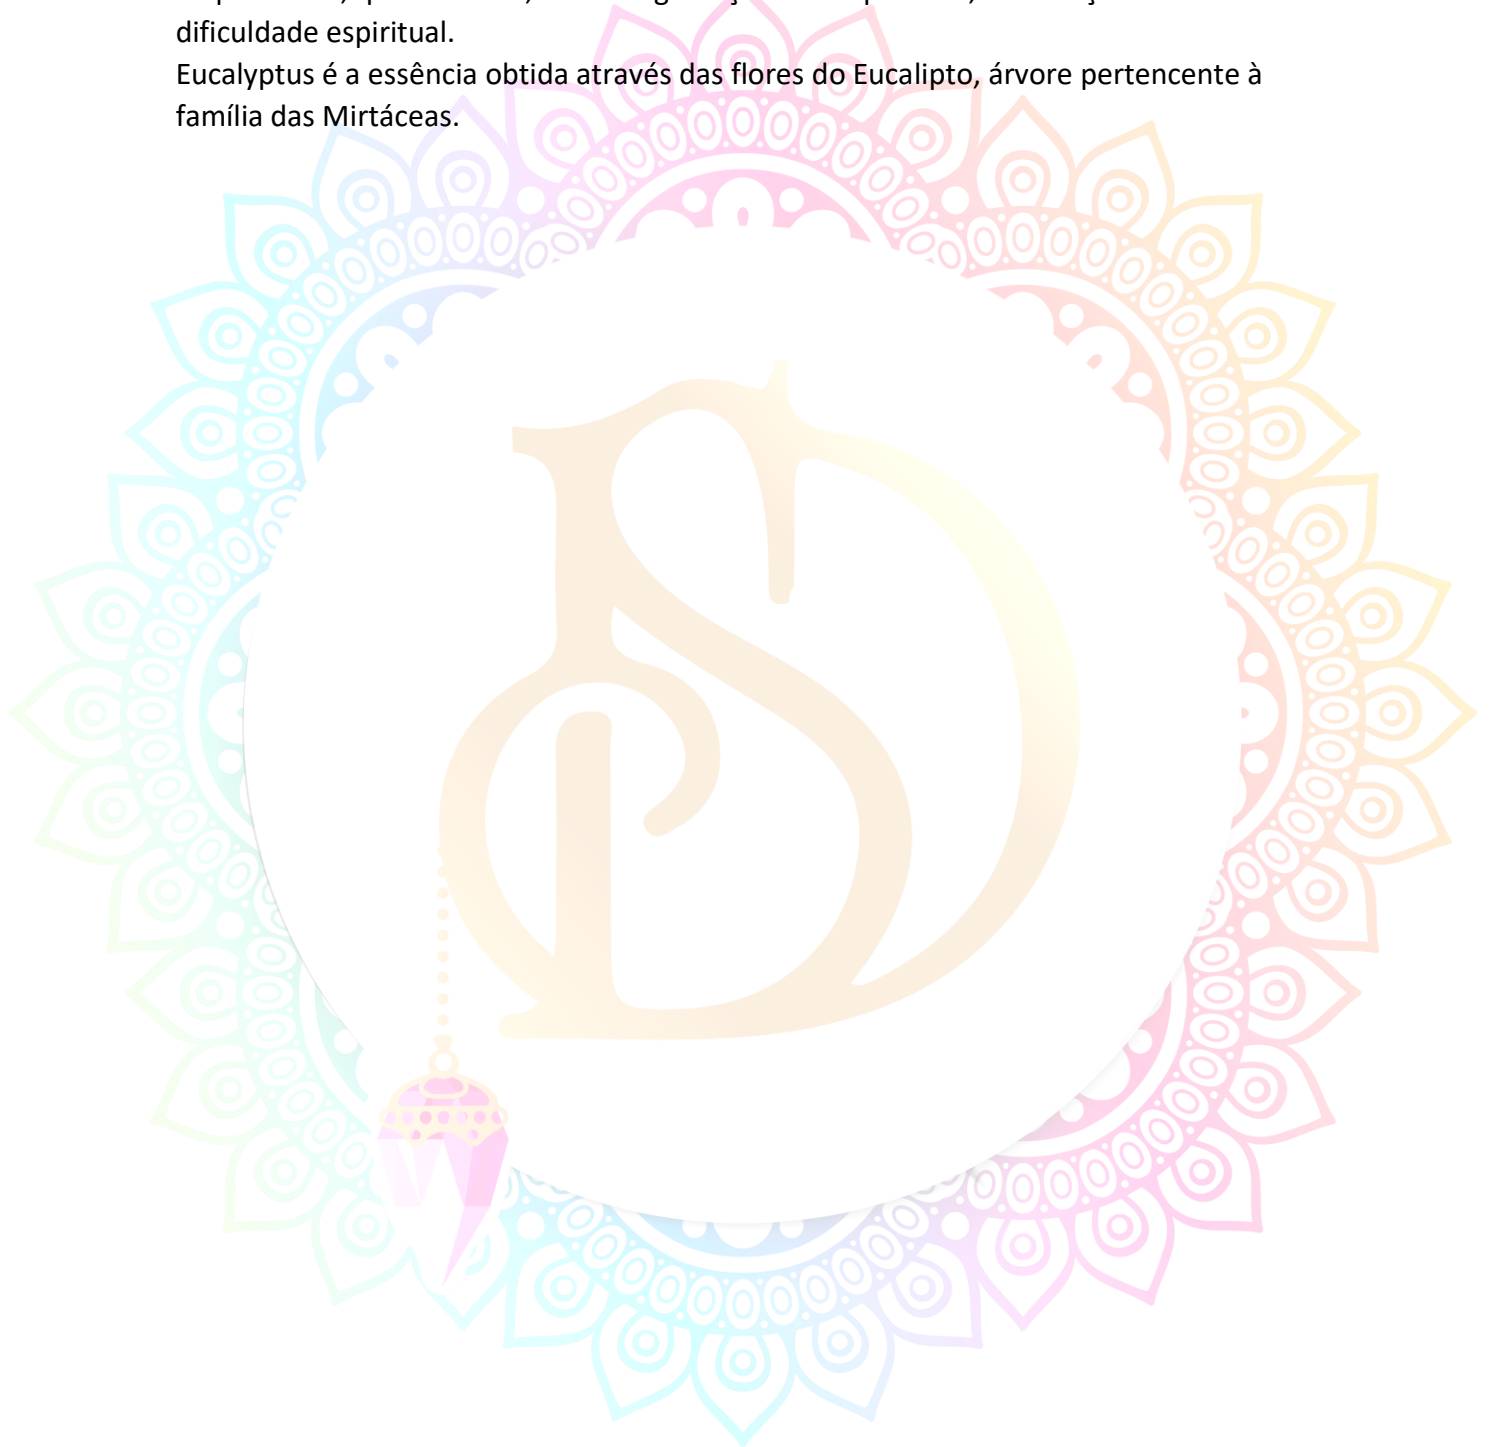 dificuldade espiritual.
Eucalyptus é a essência obtida através das flores do Eucalipto, árvore pertencente à
família das Mirtáceas.